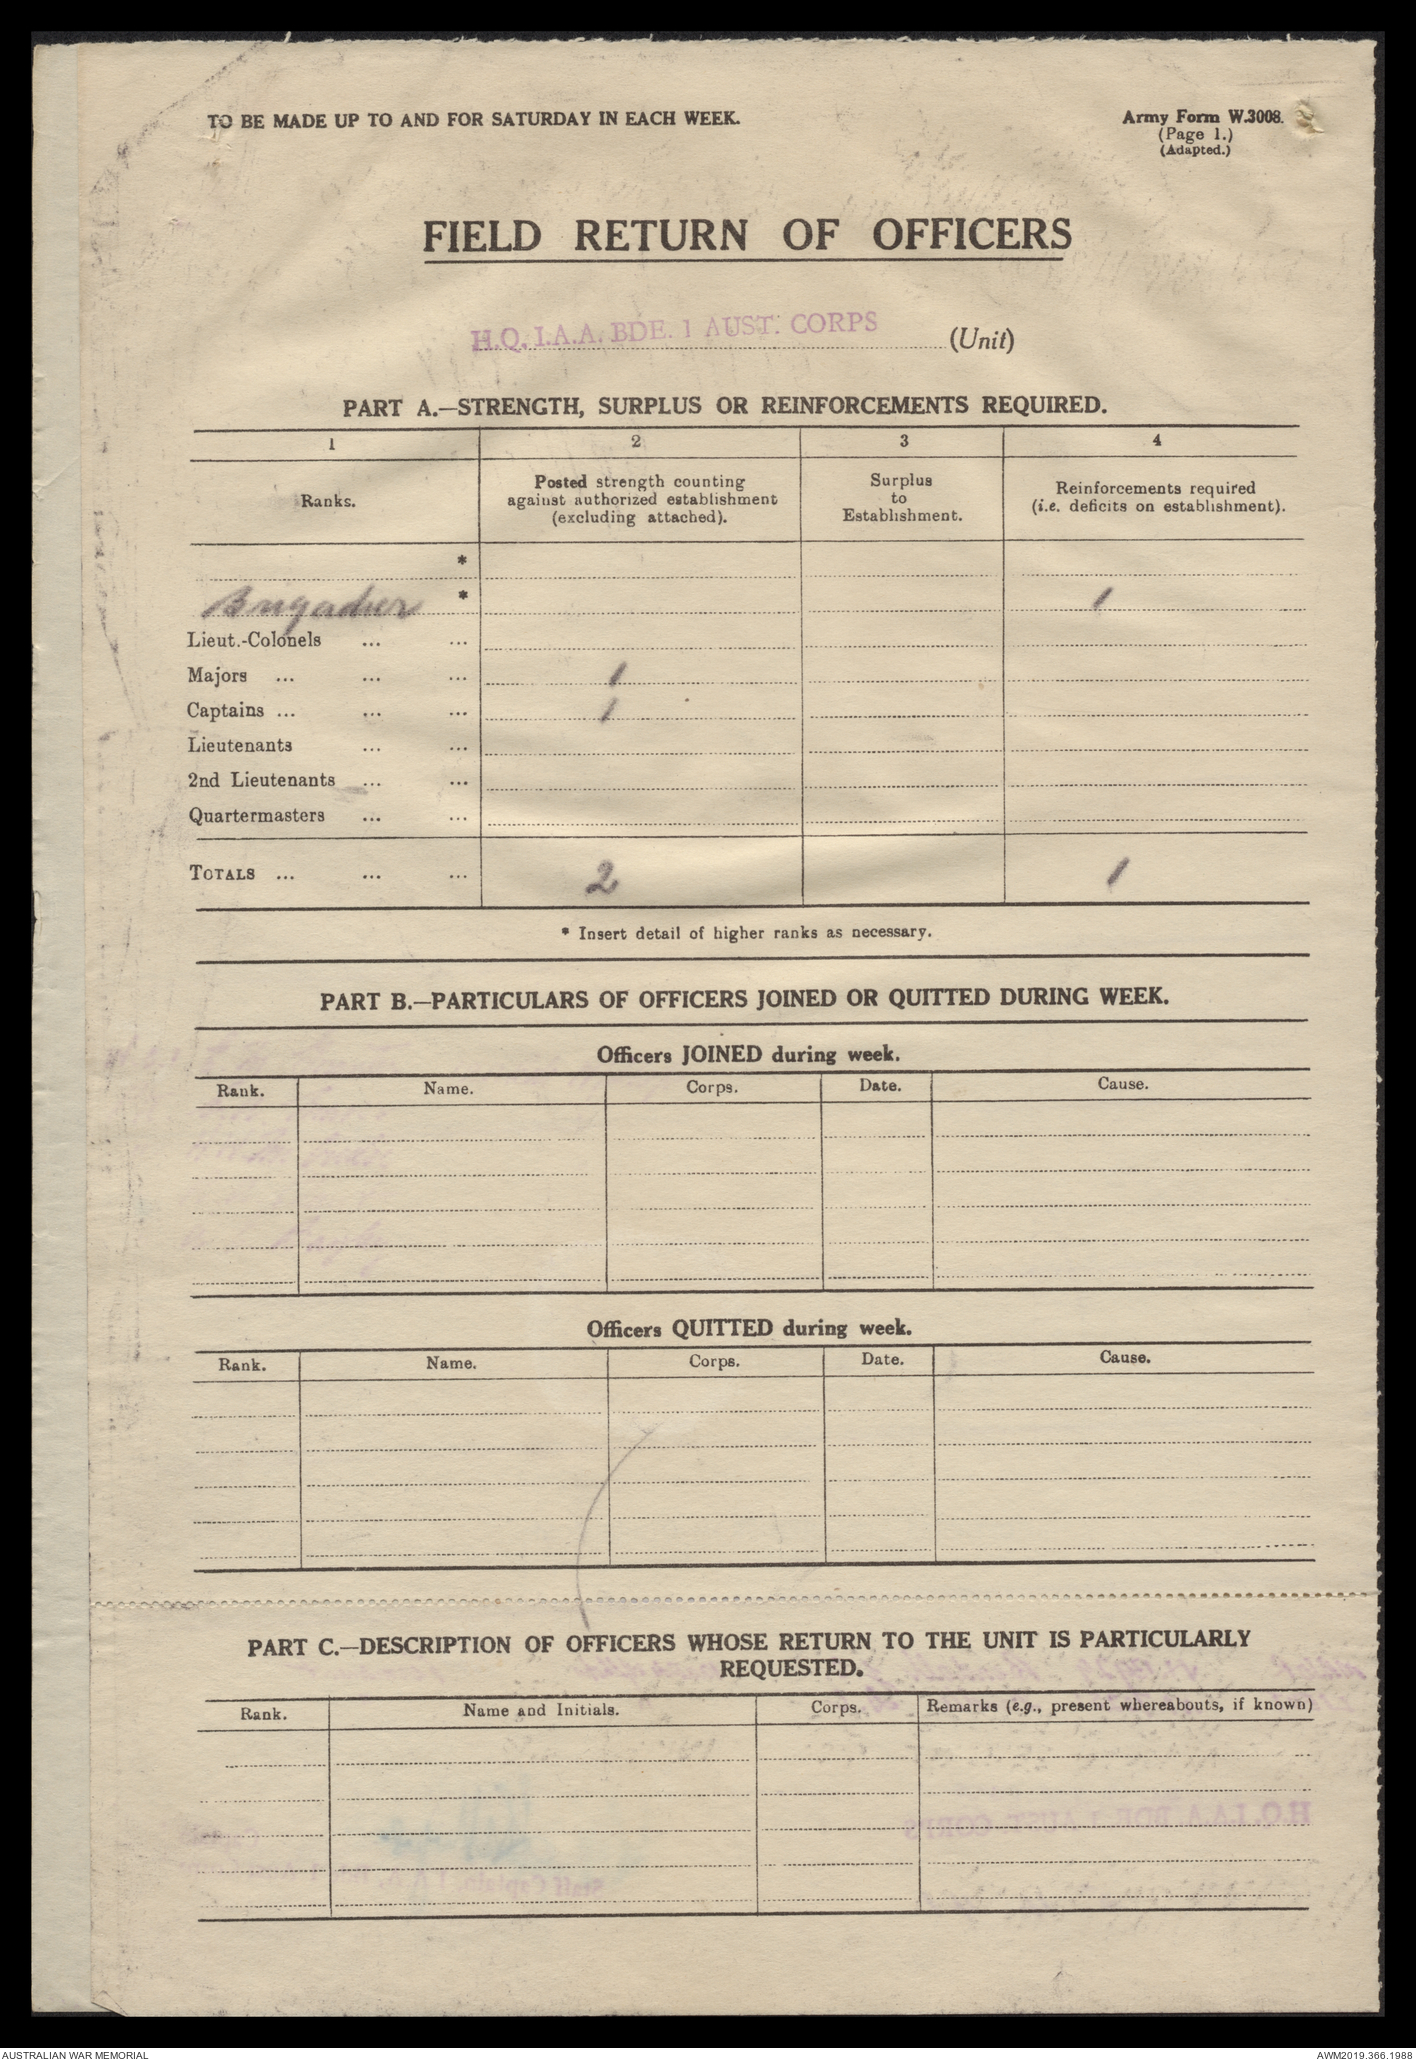 TO BE MADE UP TO AND FOR SATURDAY IN EACH WEEK.
Army Form W.3008.
(Page 1.)
(Adapted.)
FIELD RETURN OF OFFICERS
H.Q. I.A.A. BDE. 1 AUST. CORPS (Unit)
PART A.—STRENGTH, SURPLUS OR REINFORCEMENTS REQUIRED.
1 2 3 4
Ranks.
Posted strength counting
against authorized establishment
(excluding attached).
Surplus
to
Establishment.
Reinforcements required
(i.e. deficits on establishment).
*
Brigadier * 1
Lieut.-Colonels ... ...
Majors ... ... ... 1
Captains ... ... ... 1
Lieutenants ... ...
2nd Lieutenants ... ...
Quartermasters ... ...
TOTALS ... ... ... 2 1
* Insert detail of higher ranks as necessary.
PART B.—PARTICULARS OF OFFICERS JOINED OR QUITTED DURING WEEK.
Officers JOINED during week.
Rank. Name. Corps. Date. Cause.
Officers QUITTED during week.
Rank. Name. Corps. Date. Cause.
PART C.—DESCRIPTION OF OFFICERS WHOSE RETURN TO THE UNIT IS PARTICULARLY
REQUESTED.
Rank. Name and Initials. Corps. Remarks (e.g., present whereabouts, if known)
AUSTRALIAN WAR MEMORIAL
AWM2019.366.1988